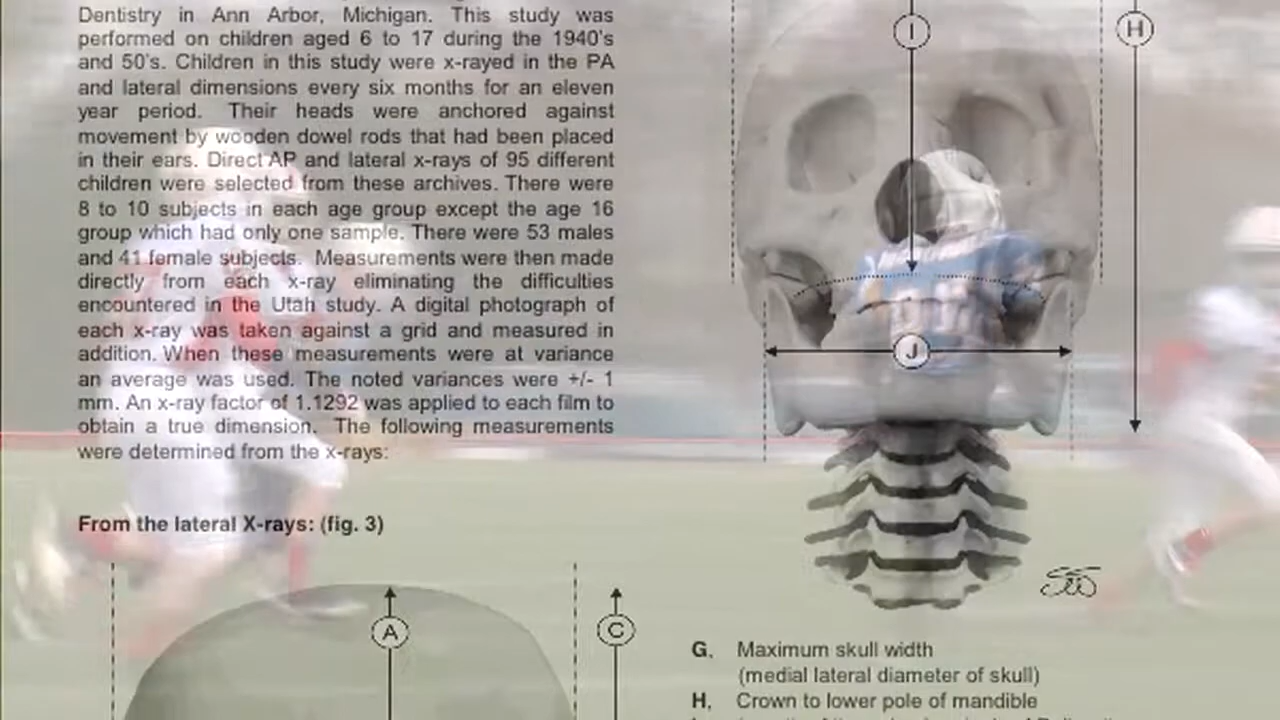 Dentistry in Ann Arbor, Michigan. This study was
performed on children aged 6 to 17 during the 1940's
and 50's. Children in this study were x-rayed in the PA
and lateral dimensions every six months for an eleven
year period. Their heads were anchored against
movement by wooden dowel rods that had been placed
in their ears. Direct AP and lateral x-rays of 95 different
children were selected from these archives. There were
8 to 10 subjects in each age group except the age 16
group which had only one sample. There were 53 males
and 41 female subjects. Measurements were then made
directly from each x-ray eliminating the difficulties
encountered in the Utah study. A digital photograph of
each x-ray was taken against a grid and measured in
addition. When these measurements were at variance
an average was used. The noted variances were +/- 1
mm. An x-ray factor of 1.1292 was applied to each film to
obtain a true dimension. The following measurements
were determined from the x-rays:
From the lateral X-rays: (fig. 3)
A
C
I
H
J
G. Maximum skull width
(medial lateral diameter of skull)
H. Crown to lower pole of mandible